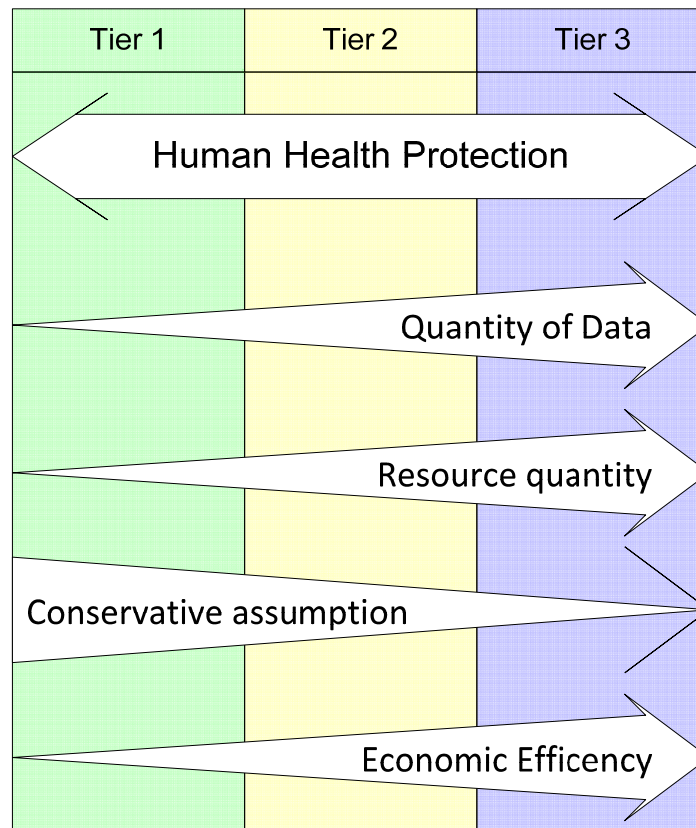 Tier 1 Tier 2 Tier 3
Human Health Protection
Quantity of Data
Resource quantity
Conservative assumption
Economic Efficency